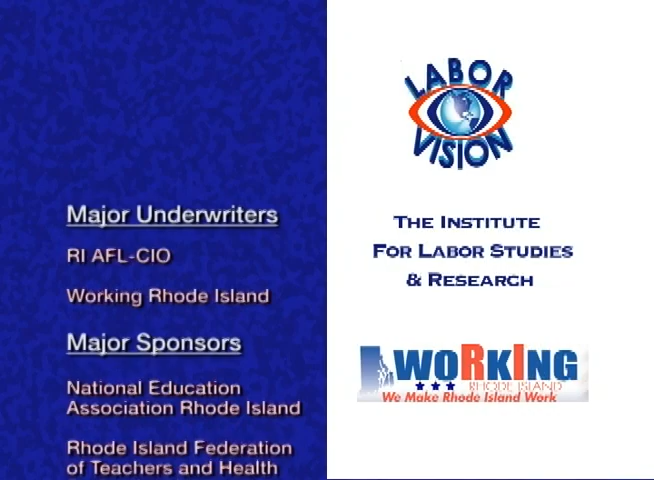 Major Underwriters
RI AFL-CIO
Working Rhode Island
Major Sponsors
National Education
Association Rhode Island
Rhode Island Federation
of Teachers and Health
LABOR
VISION
THE INSTITUTE
FOR LABOR STUDIES
& RESEARCH
WORKING
RHODE ISLAND
We Make Rhode Island Work